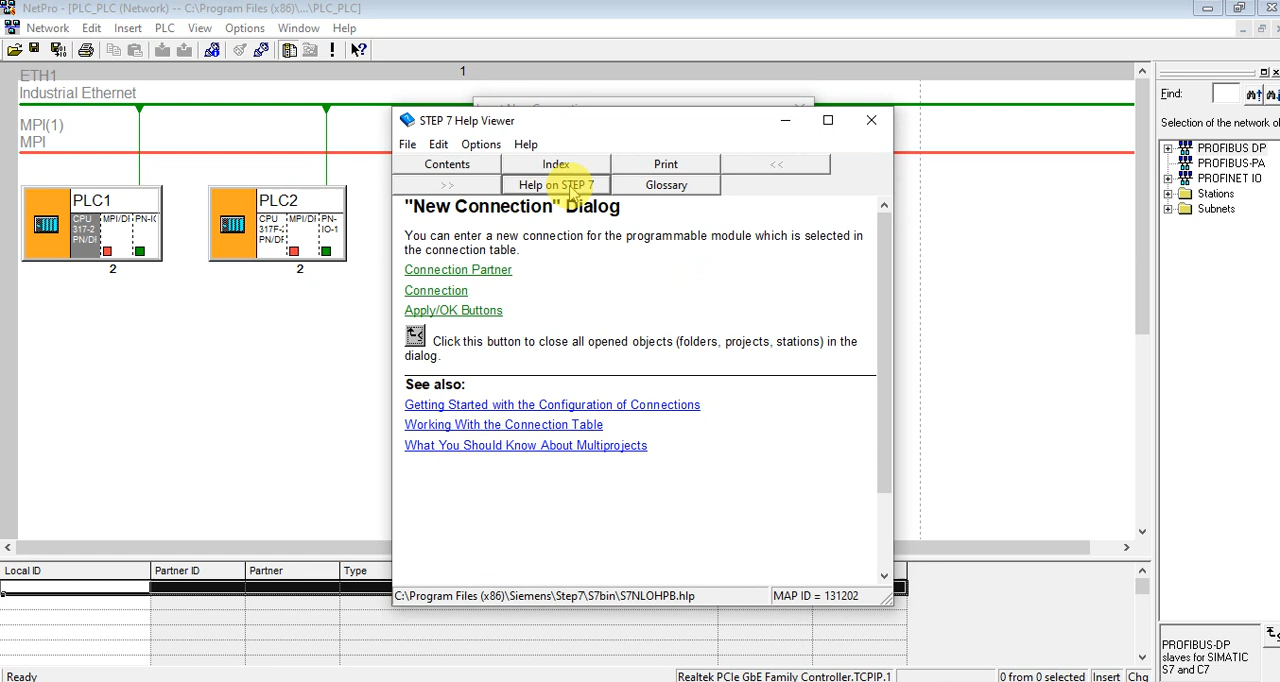 NetPro - [PLC_PLC (Network) -- C:\Program Files (x86)\...\PLC_PLC]
Network Edit Insert PLC View Options Window Help
ETH1
Industrial Ethernet
MPI(1)
MPI
1
PLC1
CPU 317-2 PN/DP
MPI/DP
PN-IO
2
PLC2
CPU 317F-2 PN/DP
MPI/DP
PN-IO-1
2
STEP 7 Help Viewer
File Edit Options Help
Contents Index Print <<
>> Help on STEP 7 Glossary
"New Connection" Dialog
You can enter a new connection for the programmable module which is selected in
the connection table.
Connection Partner
Connection
Apply/OK Buttons
Click this button to close all opened objects (folders, projects, stations) in the
dialog.
See also:
Getting Started with the Configuration of Connections
Working With the Connection Table
What You Should Know About Multiprojects
C:\Program Files (x86)\Siemens\Step7\S7bin\S7NLOHPB.hlp MAP ID = 131202
Find:
Selection of the network
PROFIBUS DP
PROFIBUS-PA
PROFINET IO
Stations
Subnets
Local ID Partner ID Partner Type
PROFIBUS-DP
slaves for SIMATIC
S7 and C7
Ready Realtek PCIe GbE Family Controller.TCPIP.1 0 from 0 selected Insert Chg